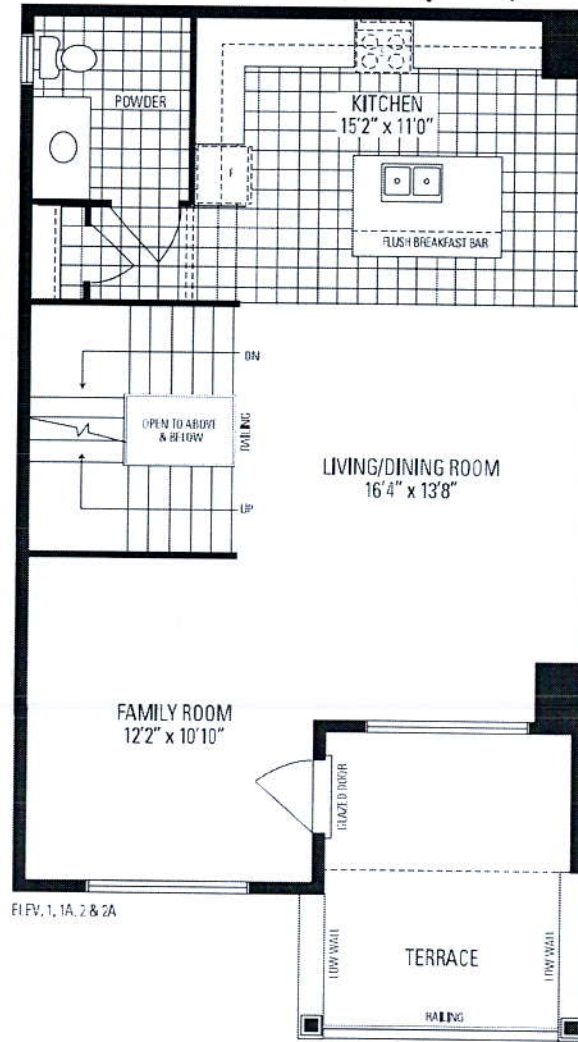 POWDER
KITCHEN
15'2" x 11'0"
F
FLUSH BREAKFAST BAR
DN
OPEN TO ABOVE
& BELOW
RAILING
UP
LIVING/DINING ROOM
16'4" x 13'8"
FAMILY ROOM
12'2" x 10'10"
GLAZED DOOR
ELEV. 1, 1A, 2 & 2A
LOW WALL
TERRACE
LOW WALL
RAILING